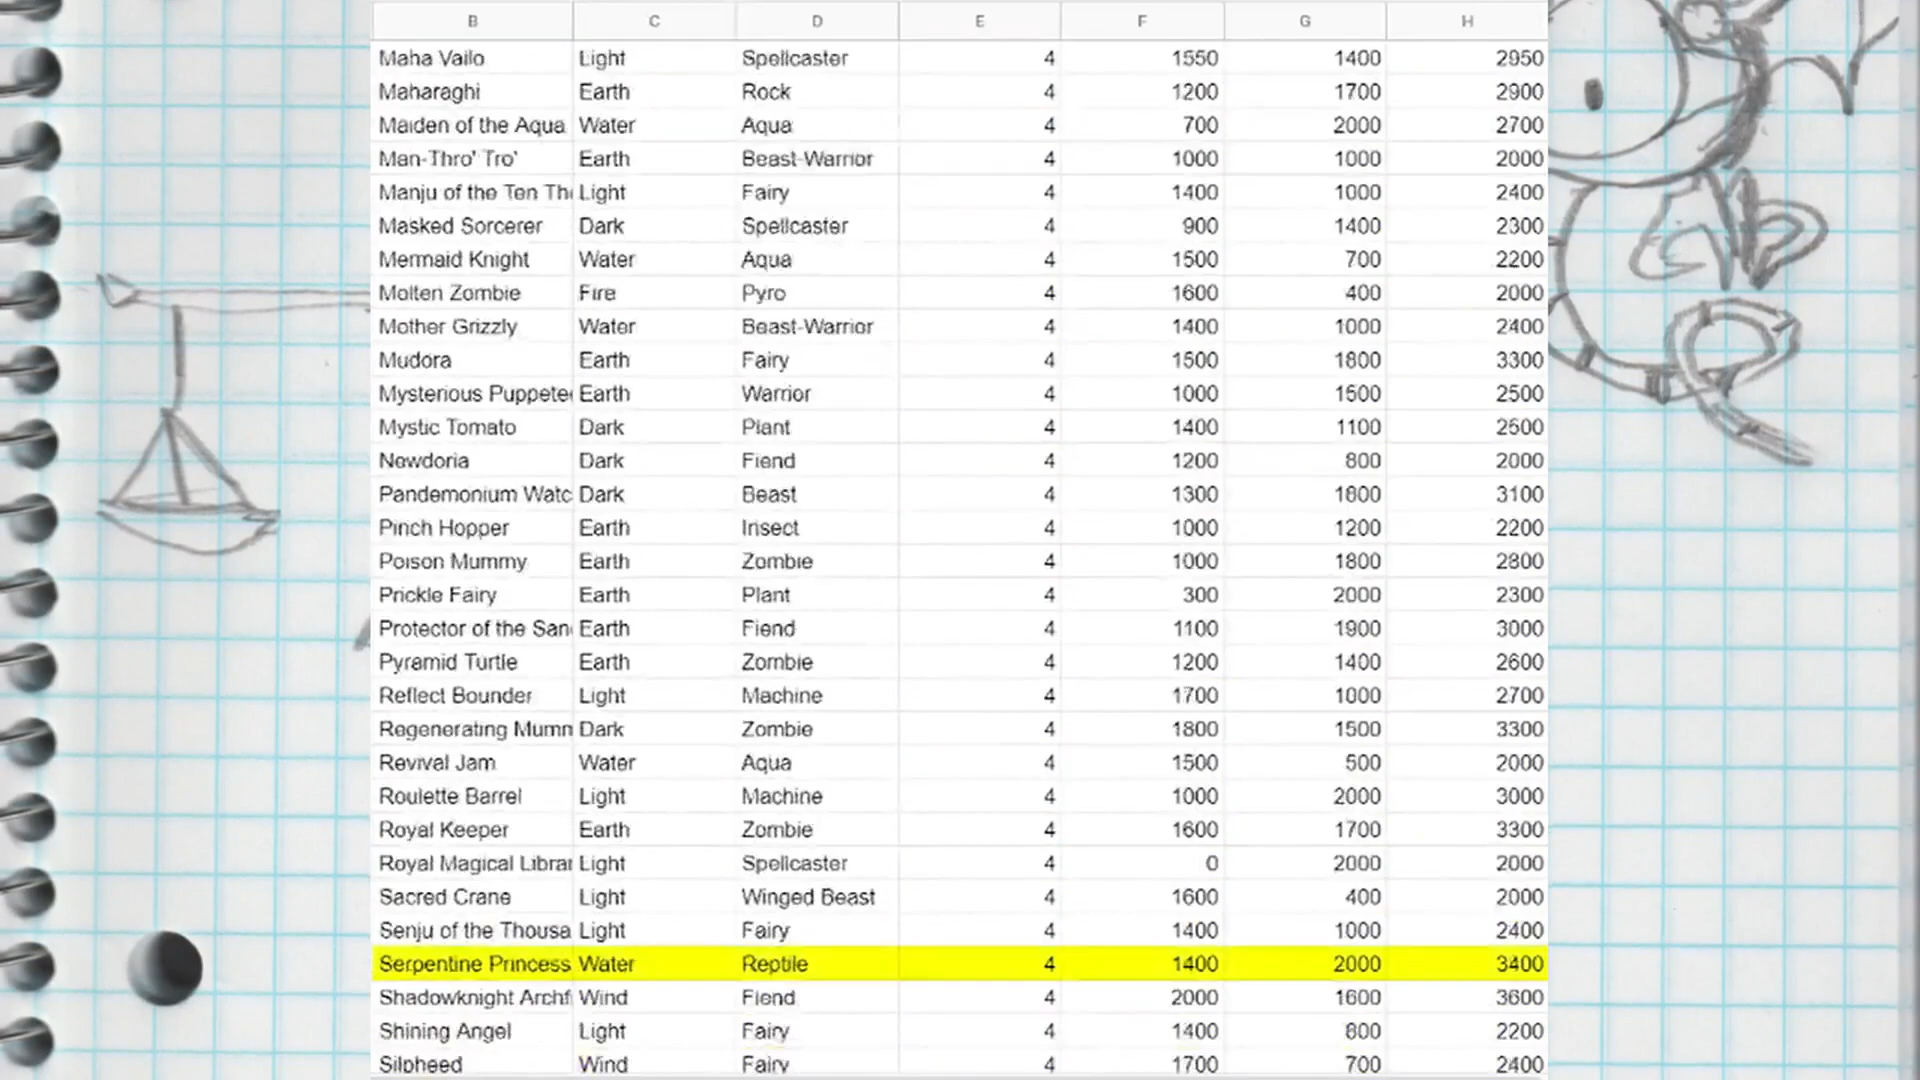 B C D E F G H
Maha Vailo Light Spellcaster 4 1550 1400 2950
Maharaghi Earth Rock 4 1200 1700 2900
Maiden of the Aqua Water Aqua 4 700 2000 2700
Man-Thro' Tro' Earth Beast-Warrior 4 1000 1000 2000
Manju of the Ten Th Light Fairy 4 1400 1000 2400
Masked Sorcerer Dark Spellcaster 4 900 1400 2300
Mermaid Knight Water Aqua 4 1500 700 2200
Molten Zombie Fire Pyro 4 1600 400 2000
Mother Grizzly Water Beast-Warrior 4 1400 1000 2400
Mudora Earth Fairy 4 1500 1800 3300
Mysterious Puppetee Earth Warrior 4 1000 1500 2500
Mystic Tomato Dark Plant 4 1400 1100 2500
Newdoria Dark Fiend 4 1200 800 2000
Pandemonium Watc Dark Beast 4 1300 1800 3100
Pinch Hopper Earth Insect 4 1000 1200 2200
Poison Mummy Earth Zombie 4 1000 1800 2800
Prickle Fairy Earth Plant 4 300 2000 2300
Protector of the San Earth Fiend 4 1100 1900 3000
Pyramid Turtle Earth Zombie 4 1200 1400 2600
Reflect Bounder Light Machine 4 1700 1000 2700
Regenerating Mumm Dark Zombie 4 1800 1500 3300
Revival Jam Water Aqua 4 1500 500 2000
Roulette Barrel Light Machine 4 1000 2000 3000
Royal Keeper Earth Zombie 4 1600 1700 3300
Royal Magical Librar Light Spellcaster 4 0 2000 2000
Sacred Crane Light Winged Beast 4 1600 400 2000
Senju of the Thousa Light Fairy 4 1400 1000 2400
Serpentine Princess Water Reptile 4 1400 2000 3400
Shadowknight Archf Wind Fiend 4 2000 1600 3600
Shining Angel Light Fairy 4 1400 800 2200
Silpheed Wind Fairy 4 1700 700 2400